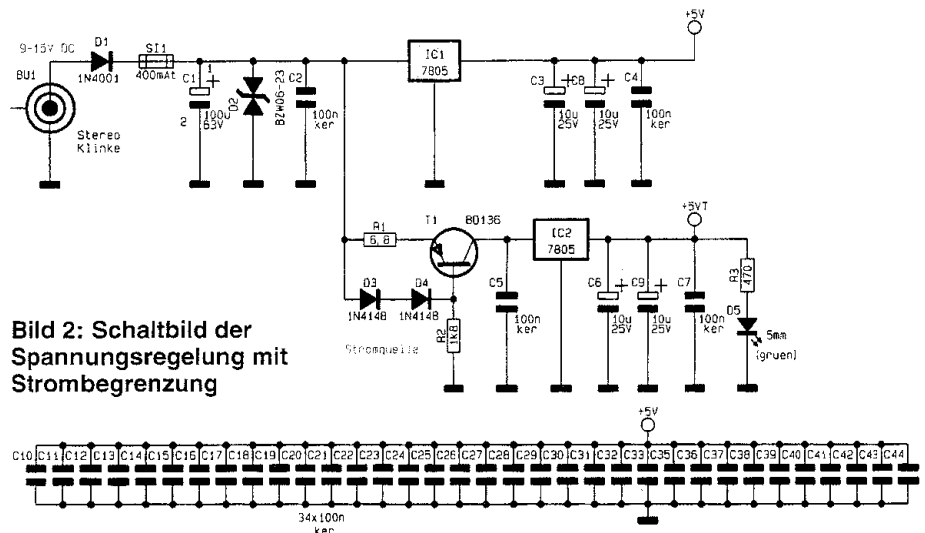 +5V
9-15V DC
D1
1N4001
SI1
400mAt
BU1
Stereo
Klinke
C1
1
+
2
100u
63V
D2
BZW06-23
C2
100n
ker
IC1
7805
C3
+
10u
25V
C8
+
10u
25V
C4
100n
ker
R1
6,8
T1
BD136
D3
1N4148
D4
1N4148
R2
1k8
Stromquelle
C5
100n
ker
IC2
7805
+5VT
C6
+
10u
25V
C9
+
10u
25V
C7
100n
ker
R3
470
D5
5mm
(gruen)
Bild 2: Schaltbild der
Spannungsregelung mit
Strombegrenzung
+5V
C10 C11 C12 C13 C14 C15 C16 C17 C18 C19 C20 C21 C22 C23 C24 C25 C26 C27 C28 C29 C30 C31 C32 C33 C35 C36 C37 C38 C39 C40 C41 C42 C43 C44
34x100n
ker